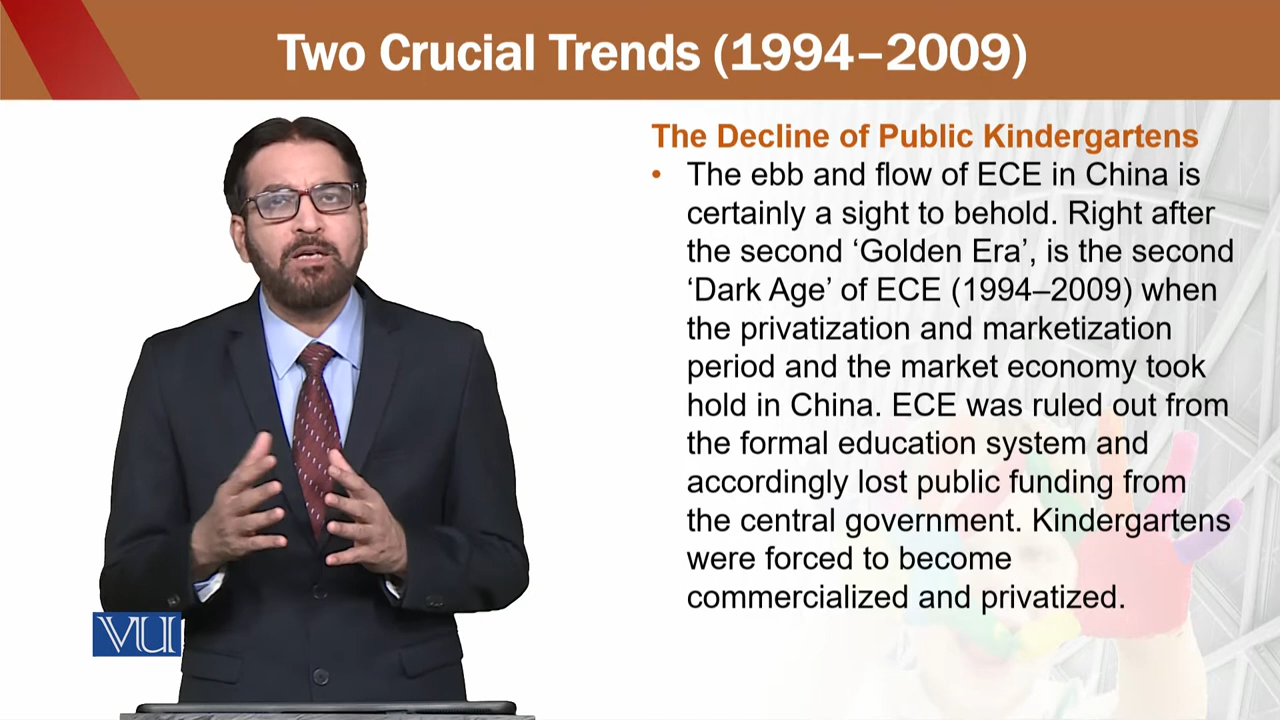 Two Crucial Trends (1994–2009)
The Decline of Public Kindergartens
• The ebb and flow of ECE in China is
certainly a sight to behold. Right after
the second ‘Golden Era’, is the second
‘Dark Age’ of ECE (1994–2009) when
the privatization and marketization
period and the market economy took
hold in China. ECE was ruled out from
the formal education system and
accordingly lost public funding from
the central government. Kindergartens
were forced to become
commercialized and privatized.
VU